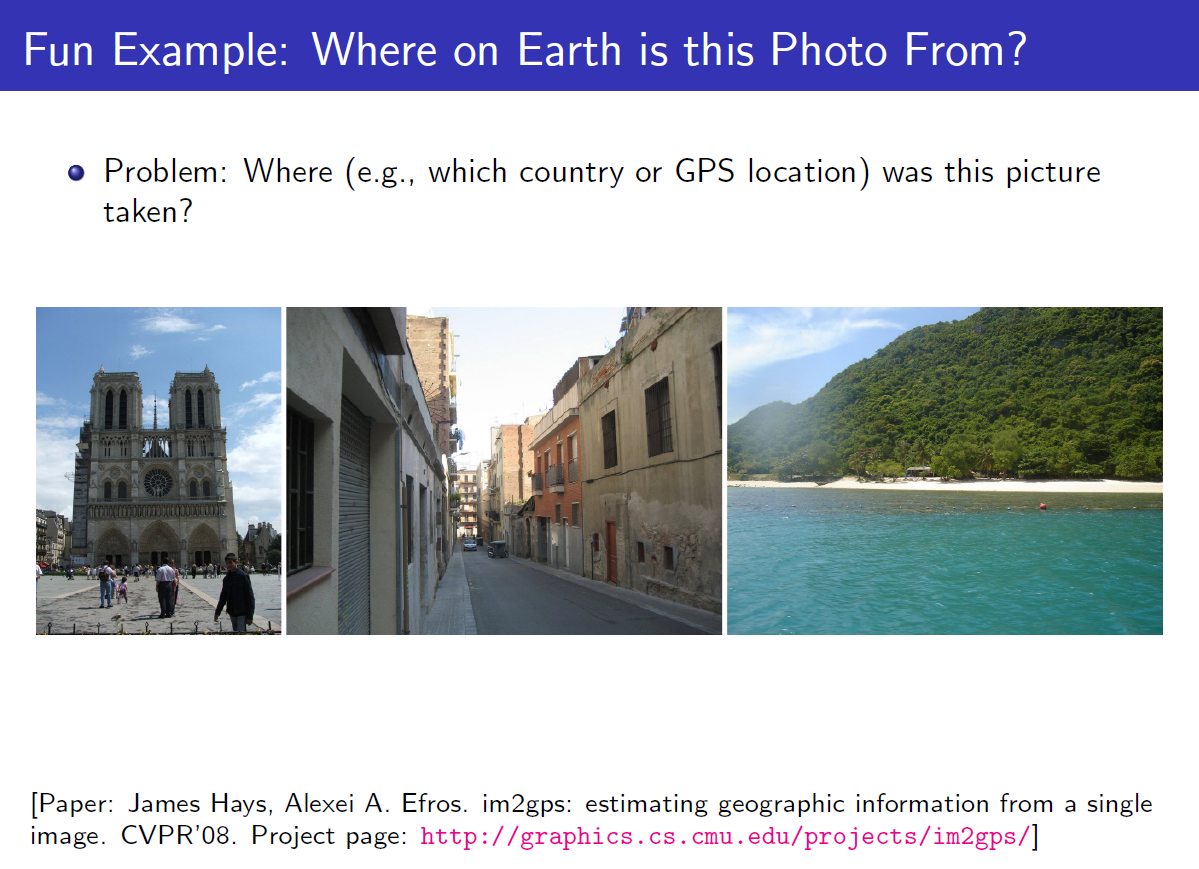 Fun Example: Where on Earth is this Photo From?
Problem: Where (e.g., which country or GPS location) was this picture
taken?
[Paper: James Hays, Alexei A. Efros. im2gps: estimating geographic information from a single
image. CVPR'08. Project page: http://graphics.cs.cmu.edu/projects/im2gps/]